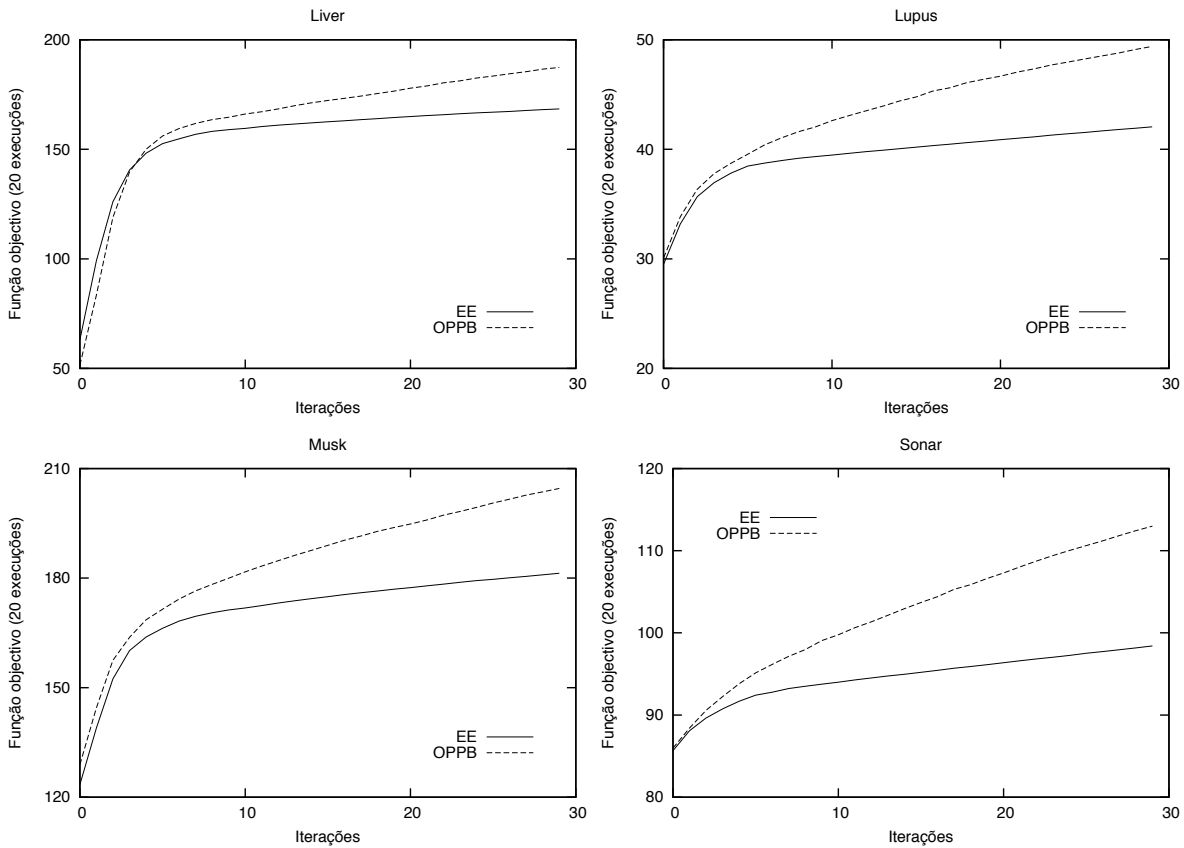 Liver
200
150
100
50
0
10
20
30
Função objectivo (20 execuções)
Iterações
EE
OPPB
Lupus
50
40
30
20
0
10
20
30
Função objectivo (20 execuções)
Iterações
EE
OPPB
Musk
210
180
150
120
0
10
20
30
Função objectivo (20 execuções)
Iterações
EE
OPPB
Sonar
120
110
100
90
80
0
10
20
30
Função objectivo (20 execuções)
Iterações
EE
OPPB